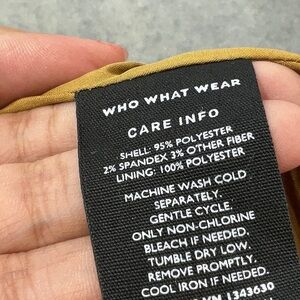 WHO WHAT WEAR
CARE INFO
SHELL: 95% POLYESTER
2% SPANDEX 3% OTHER FIBER
LINING: 100% POLYESTER
MACHINE WASH COLD
SEPARATELY.
GENTLE CYCLE.
ONLY NON-CHLORINE
BLEACH IF NEEDED.
TUMBLE DRY LOW.
REMOVE PROMPTLY.
COOL IRON IF NEEDED.
1343630